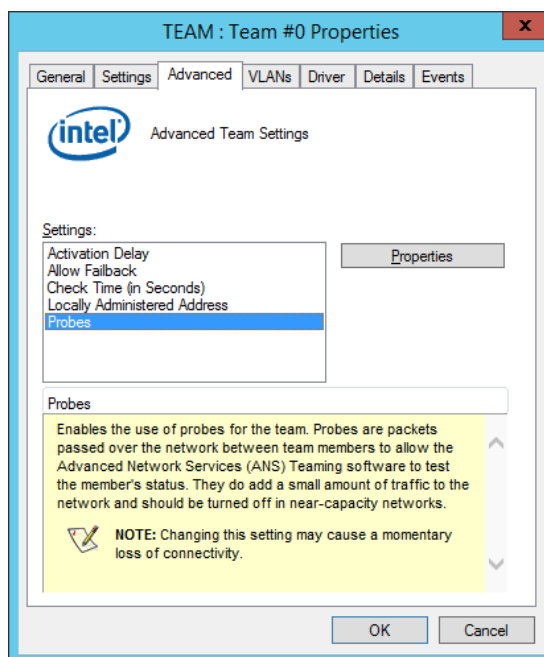 TEAM : Team #0 Properties
x
General Settings Advanced VLANs Driver Details Events
intel
Advanced Team Settings
Settings:
Activation Delay
Allow Failback
Check Time (in Seconds)
Locally Administered Address
Probes
Properties
Probes
Enables the use of probes for the team. Probes are packets
passed over the network between team members to allow the
Advanced Network Services (ANS) Teaming software to test
the member's status. They do add a small amount of traffic to the
network and should be turned off in near-capacity networks.
NOTE: Changing this setting may cause a momentary
loss of connectivity.
OK Cancel